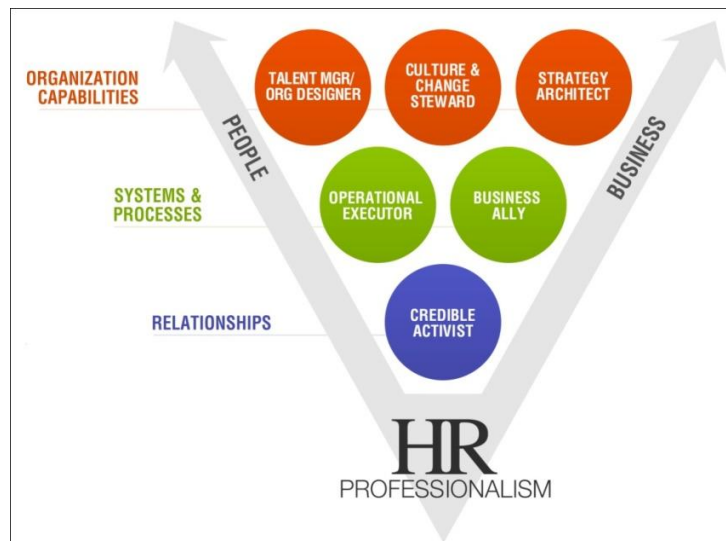 ORGANIZATION
CAPABILITIES
TALENT MGR/
ORG DESIGNER
CULTURE &
CHANGE
STEWARD
STRATEGY
ARCHITECT
PEOPLE
BUSINESS
SYSTEMS &
PROCESSES
OPERATIONAL
EXECUTOR
BUSINESS
ALLY
RELATIONSHIPS
CREDIBLE
ACTIVIST
HR
PROFESSIONALISM